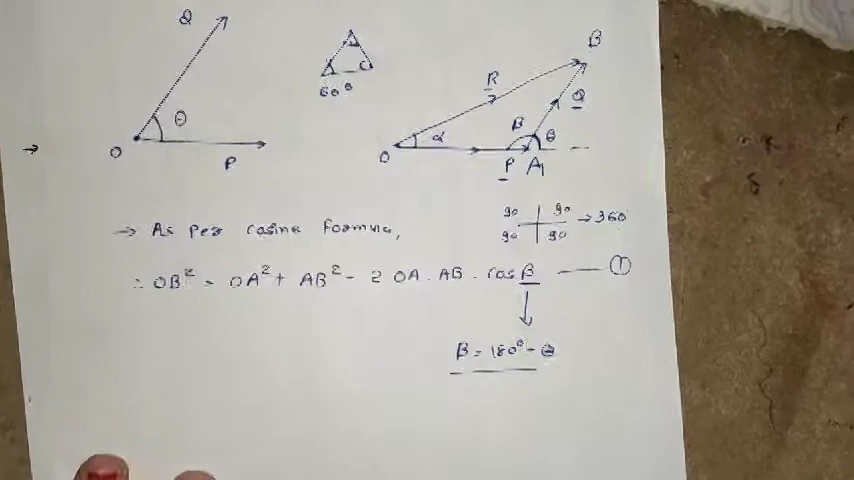 Q
θ
O
P
60°
B
R
Q
α
β
θ
O
P
A
→ As per cosine formula,
90 90 → 360
90 90
∴ OB² = OA² + AB² - 2 OA . AB . cos β —— ①
β = 180° - θ